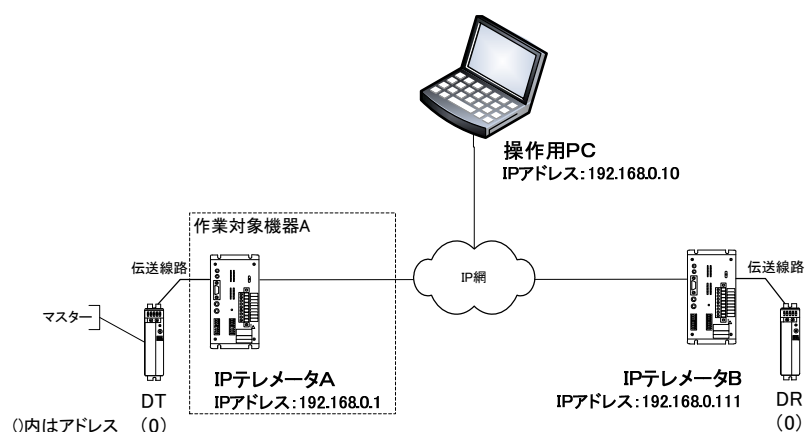 操作用PC
IPアドレス:192.168.0.10
作業対象機器A
伝送線路
IP網
伝送線路
マスター
IPテレメータA
IPアドレス:192.168.0.1
IPテレメータB
IPアドレス:192.168.0.111
DT
(0)
DR
(0)
()内はアドレス